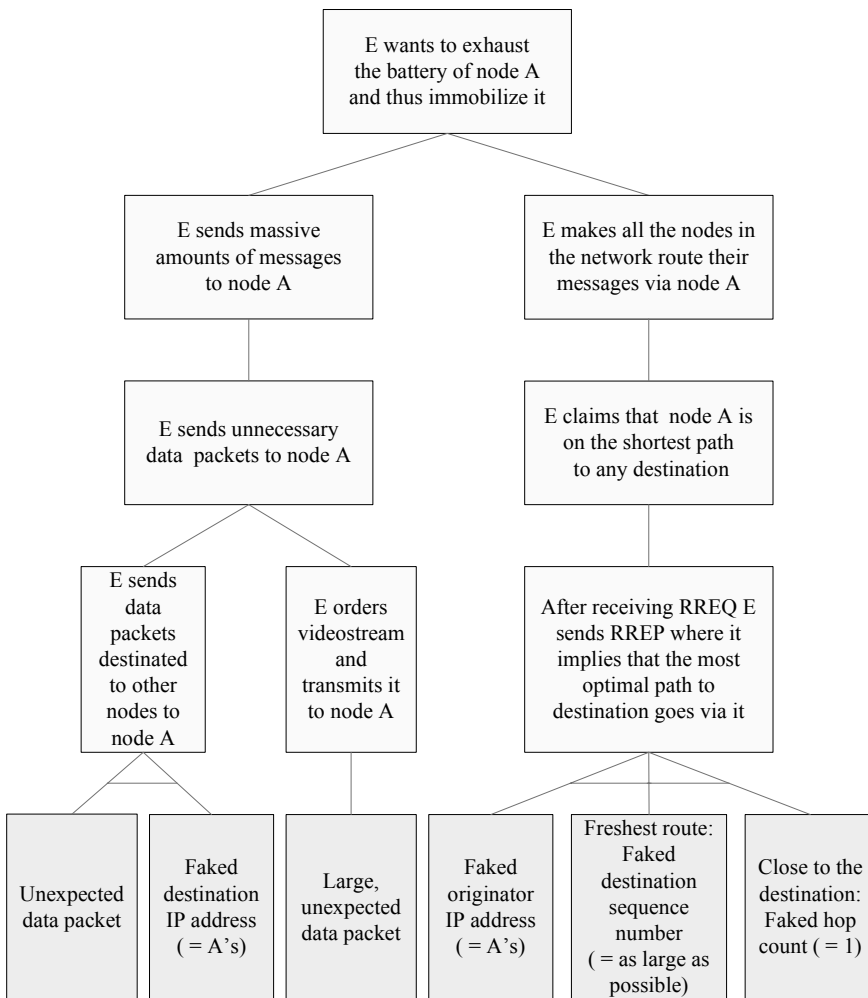 E wants to exhaust
the battery of node A
and thus immobilize it
E sends massive
amounts of messages
to node A
E makes all the nodes in
the network route their
messages via node A
E sends unnecessary
data packets to node A
E claims that node A is
on the shortest path
to any destination
E sends
data
packets
destinated
to other
nodes to
node A
E orders
videostream
and
transmits it
to node A
After receiving RREQ E
sends RREP where it
implies that the most
optimal path to
destination goes via it
Unexpected
data packet
Faked
destination
IP address
( = A's)
Large,
unexpected
data packet
Faked
originator
IP address
( = A's)
Freshest route:
Faked
destination
sequence
number
( = as large as
possible)
Close to the
destination:
Faked hop
count ( = 1)